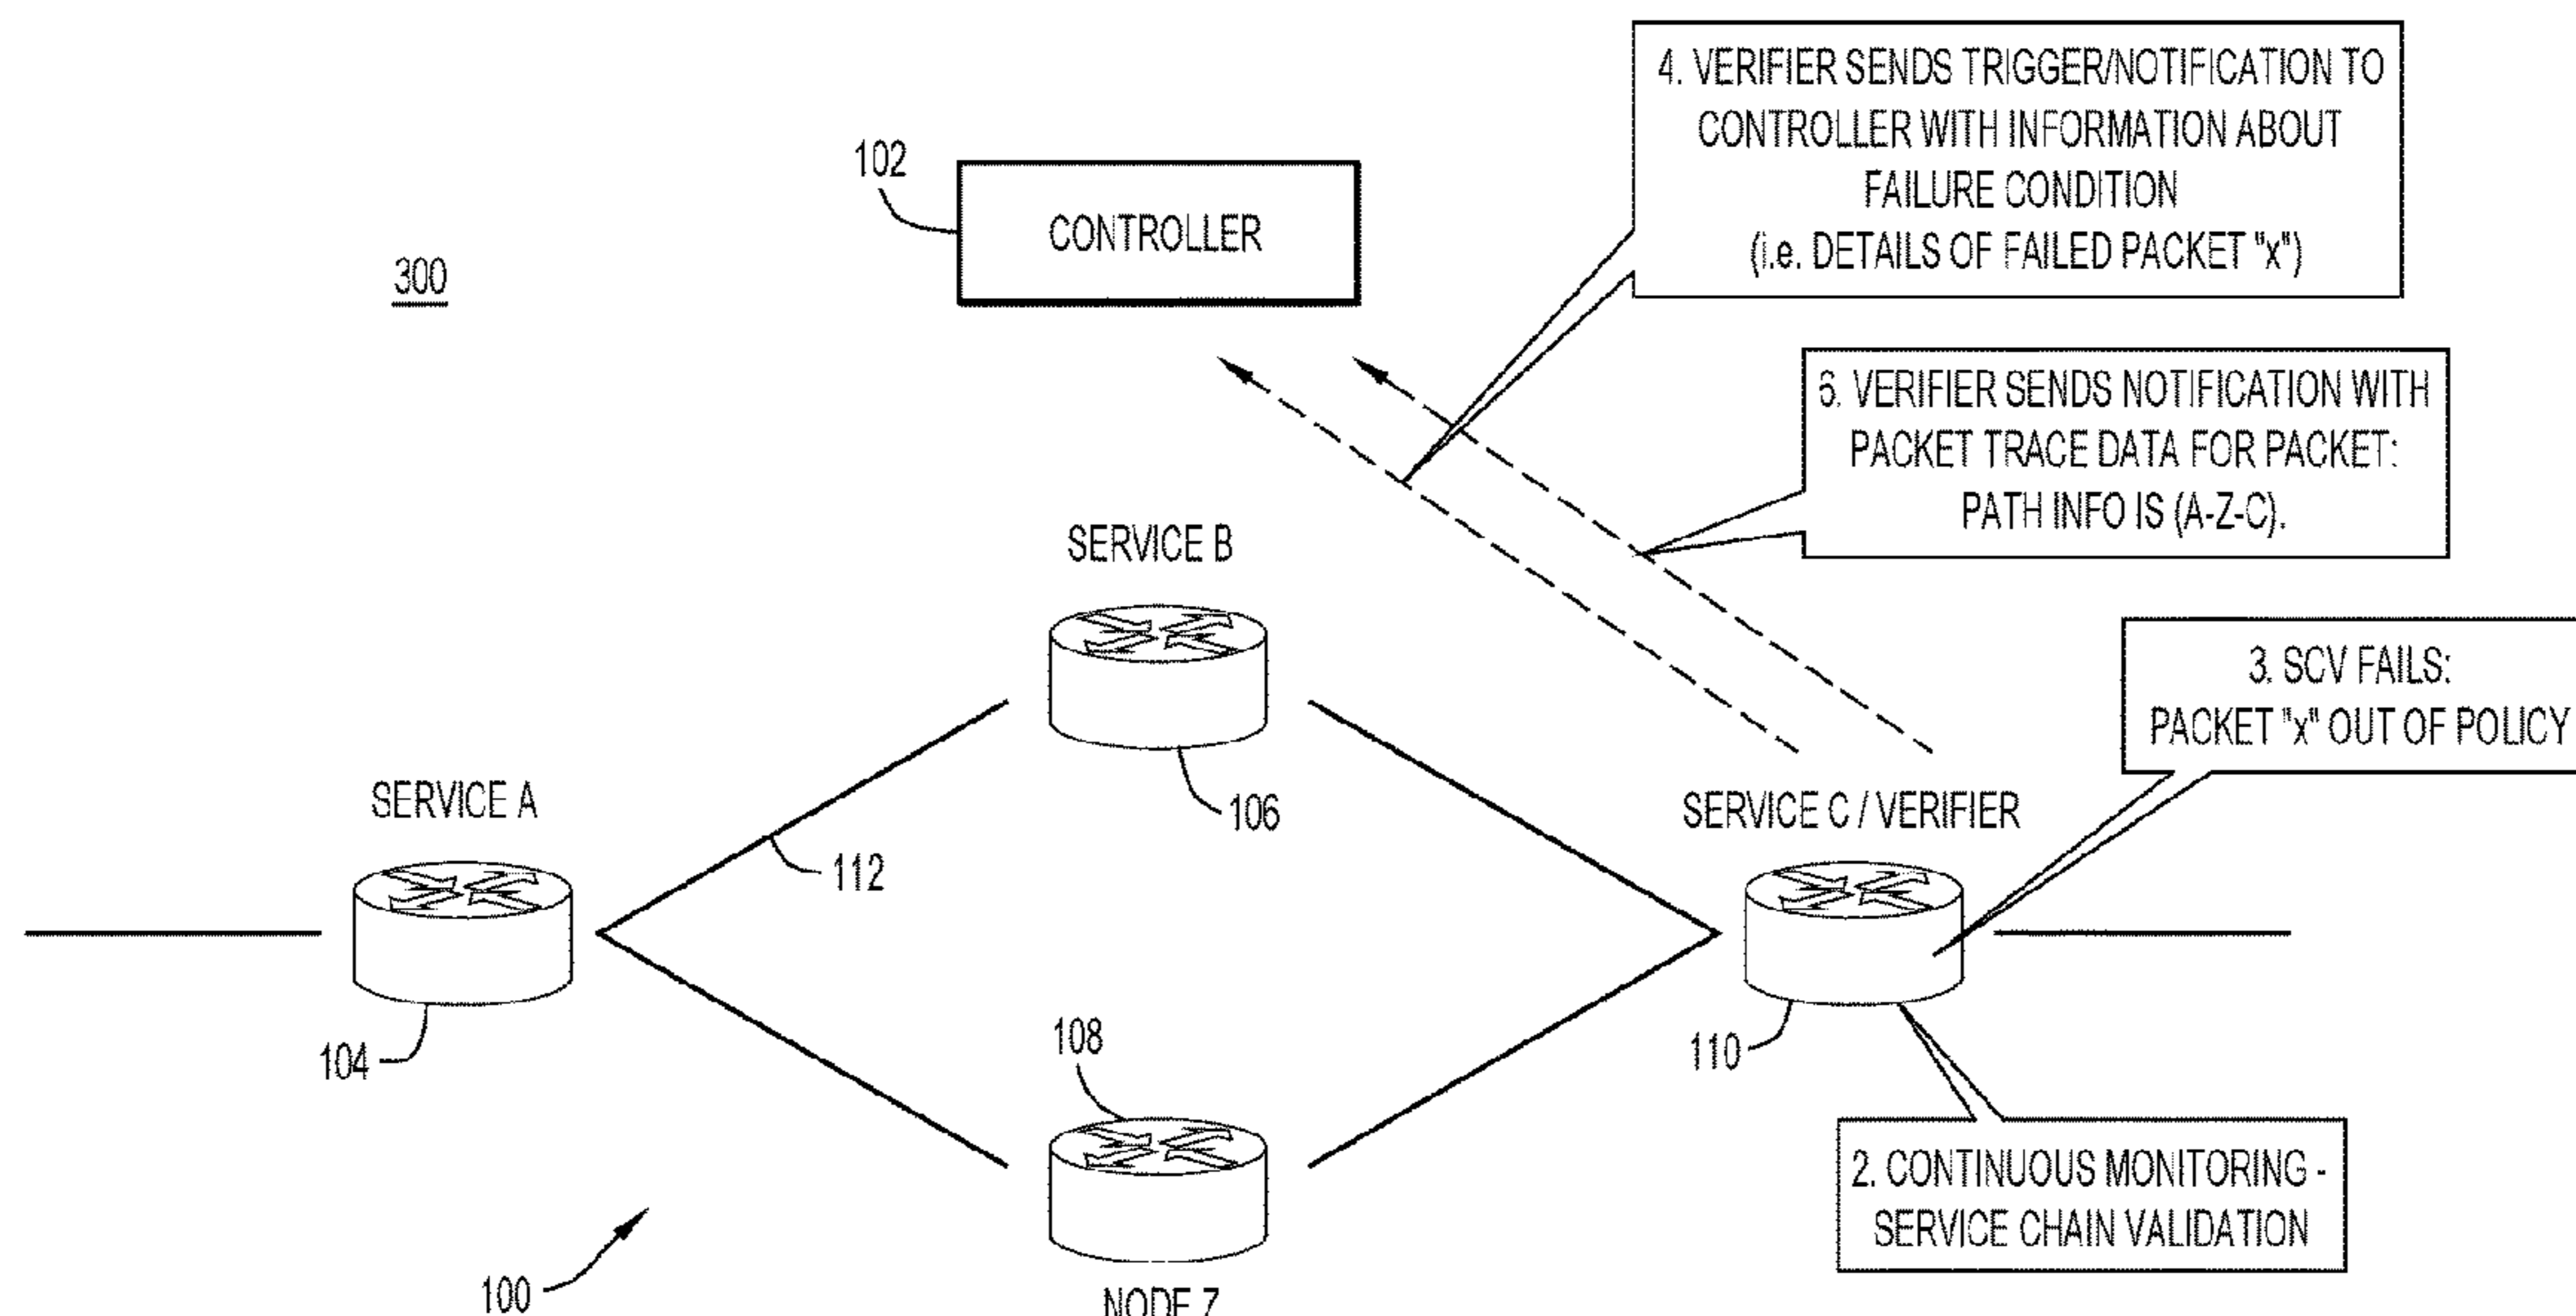 4. VERIFIER SENDS TRIGGER/NOTIFICATION TO
CONTROLLER WITH INFORMATION ABOUT
FAILURE CONDITION
(i.e. DETAILS OF FAILED PACKET "x")
102
CONTROLLER
300
6. VERIFIER SENDS NOTIFICATION WITH
PACKET TRACE DATA FOR PACKET:
PATH INFO IS (A-Z-C).
SERVICE B
106
3. SCV FAILS:
PACKET "x" OUT OF POLICY
SERVICE A
112
SERVICE C / VERIFIER
104
108
110
2. CONTINUOUS MONITORING -
SERVICE CHAIN VALIDATION
100
NODE Z